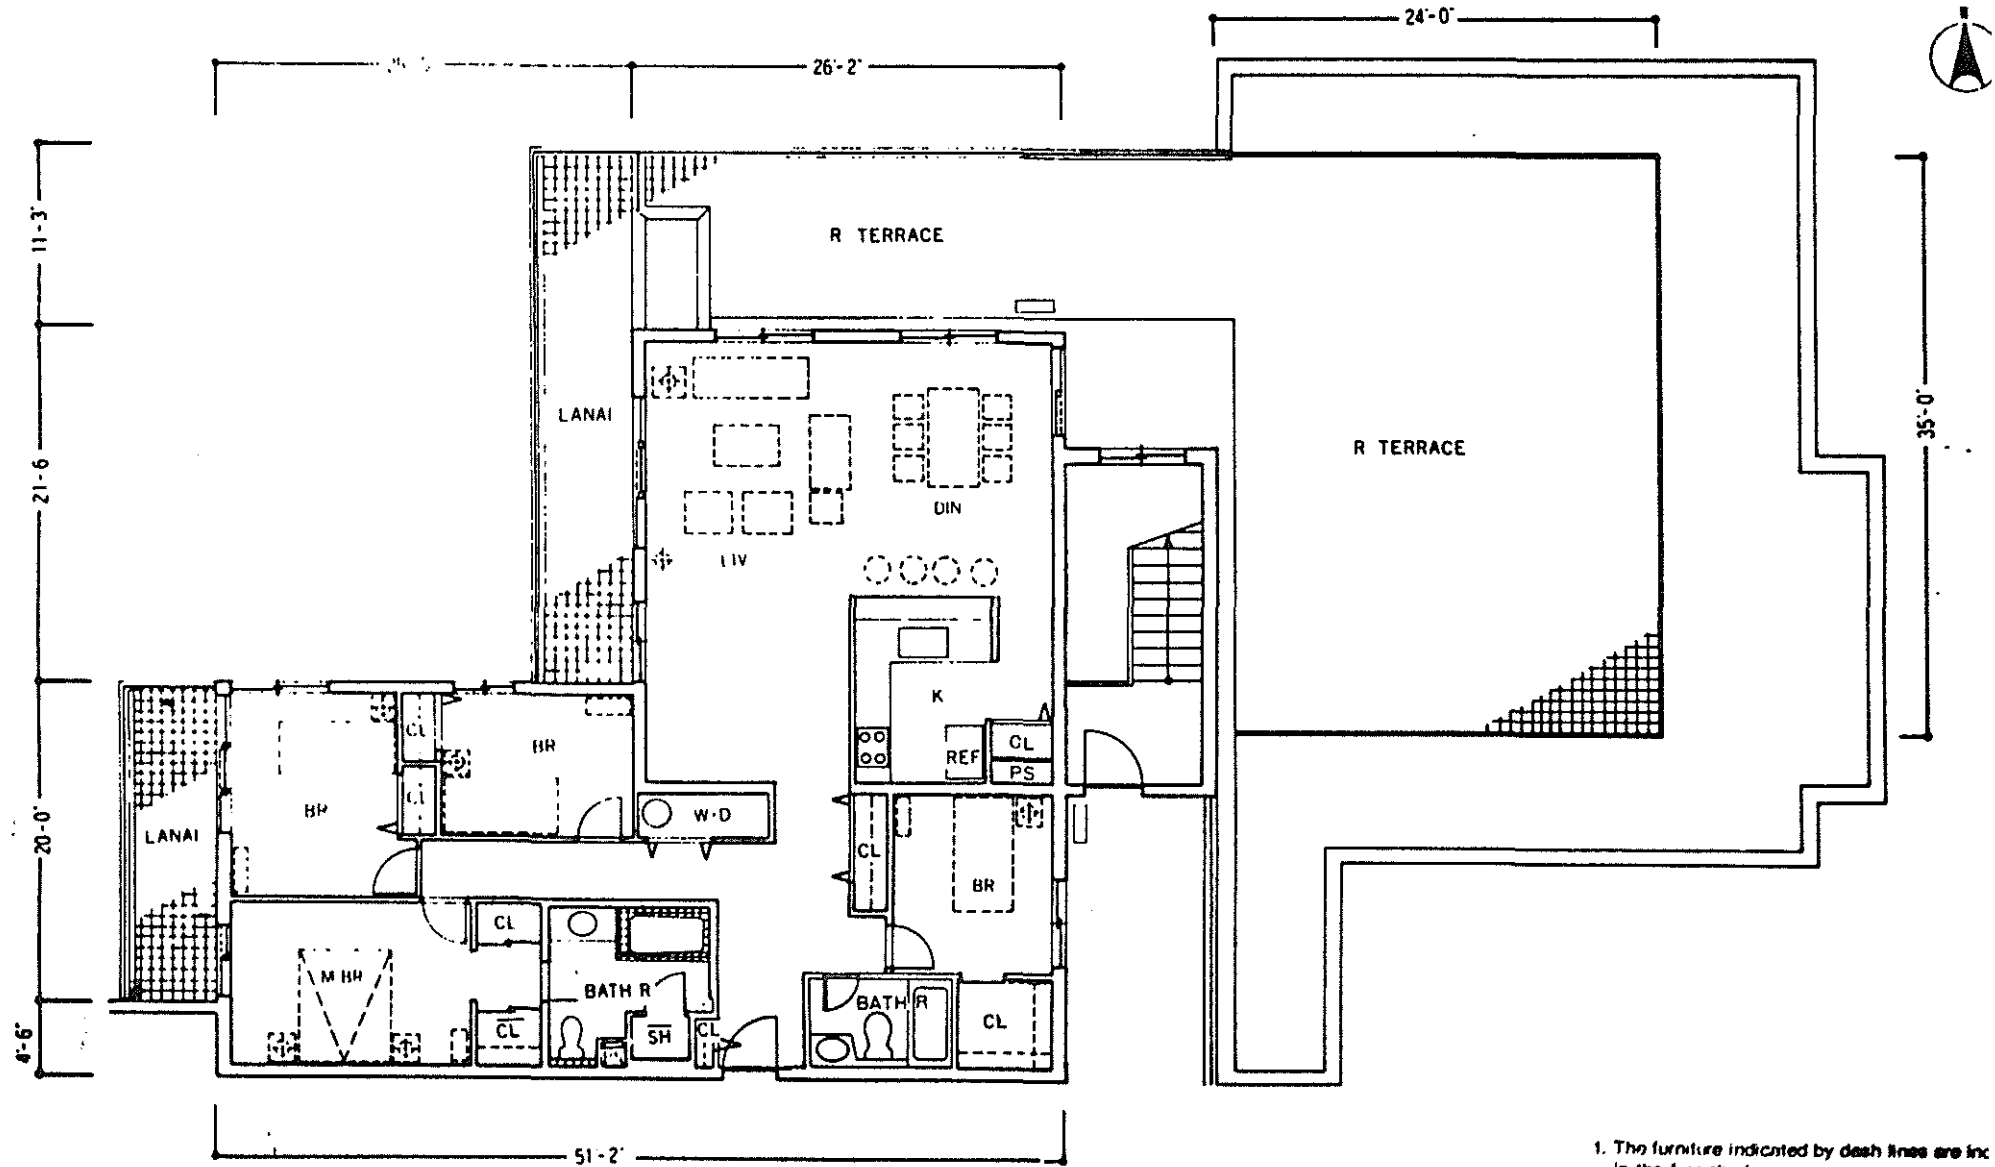 24'-0"
26'-2"
11'-3"
R TERRACE
LANAI
R TERRACE
35'-0"
21'-6
DIN
LIV
K
CL
BR
REF
CL
PS
CL
BR
W·D
LANAI
20'-0"
CL
BR
M BR
CL
BATH R
BATH R
CL
CL
SH
CL
4'-6"
51'-2"
1. The furniture indicated by dash lines are inc